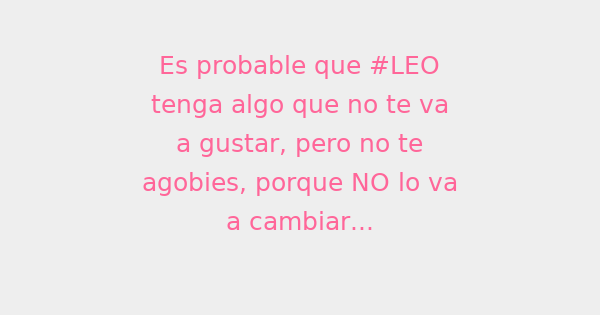 Es probable que #LEO
tenga algo que no te va
a gustar, pero no te
agobies, porque NO lo va
a cambiar...